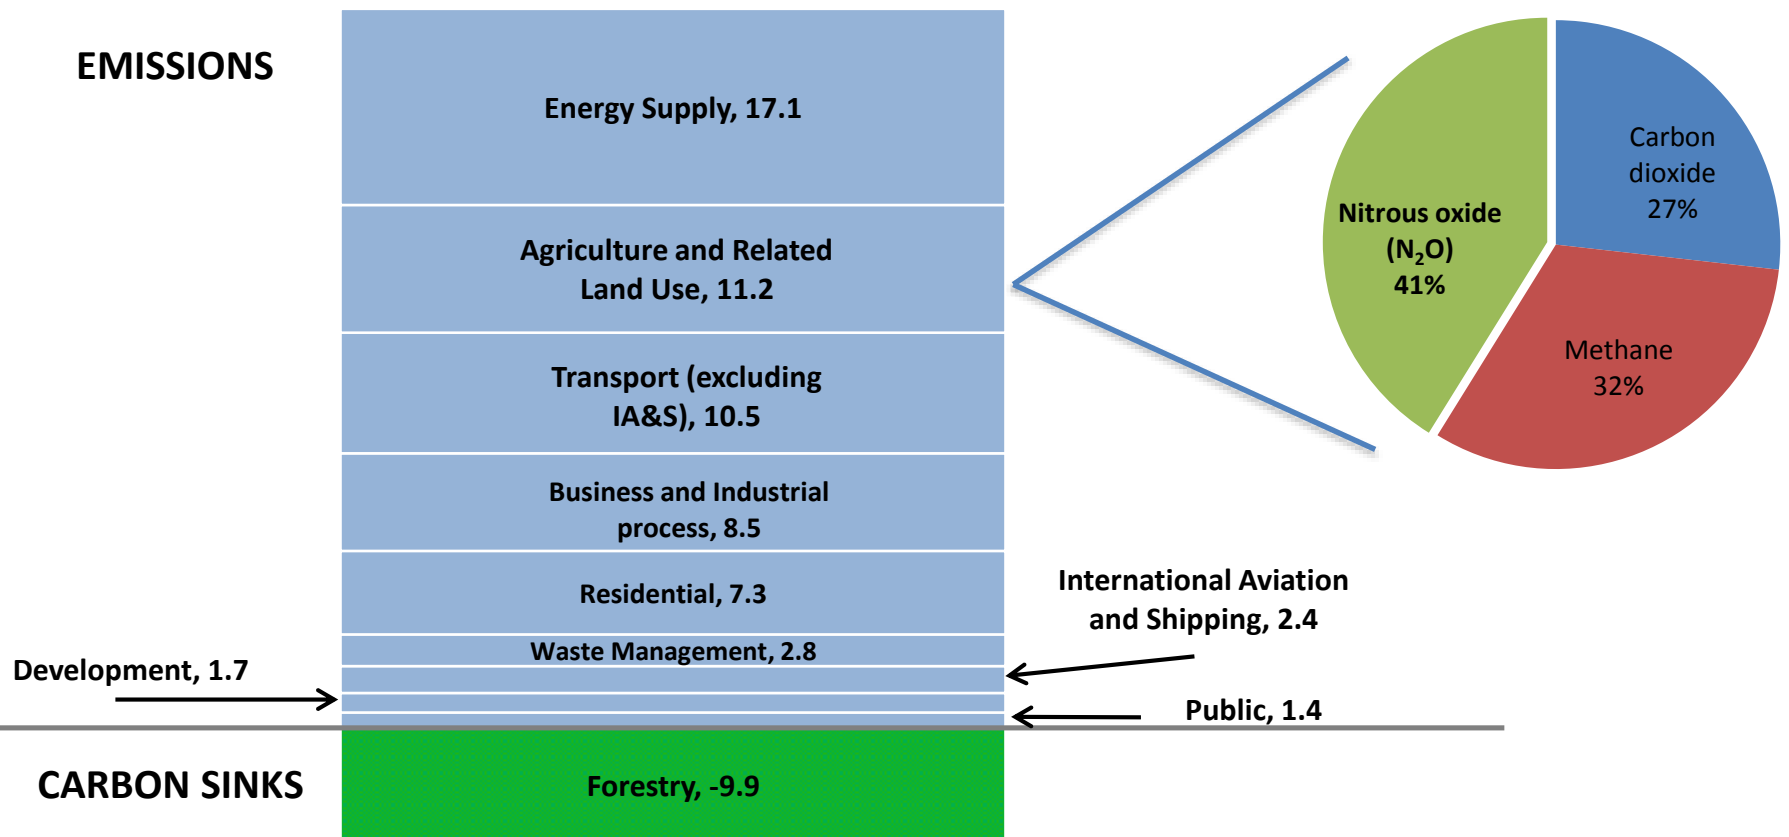 EMISSIONS
Energy Supply, 17.1
Agriculture and Related
Land Use, 11.2
Transport (excluding
IA&S), 10.5
Business and Industrial
process, 8.5
Residential, 7.3
Waste Management, 2.8
Development, 1.7
International Aviation
and Shipping, 2.4
Public, 1.4
CARBON SINKS
Forestry, -9.9
Carbon
dioxide
27%
Nitrous oxide
(N₂O)
41%
Methane
32%